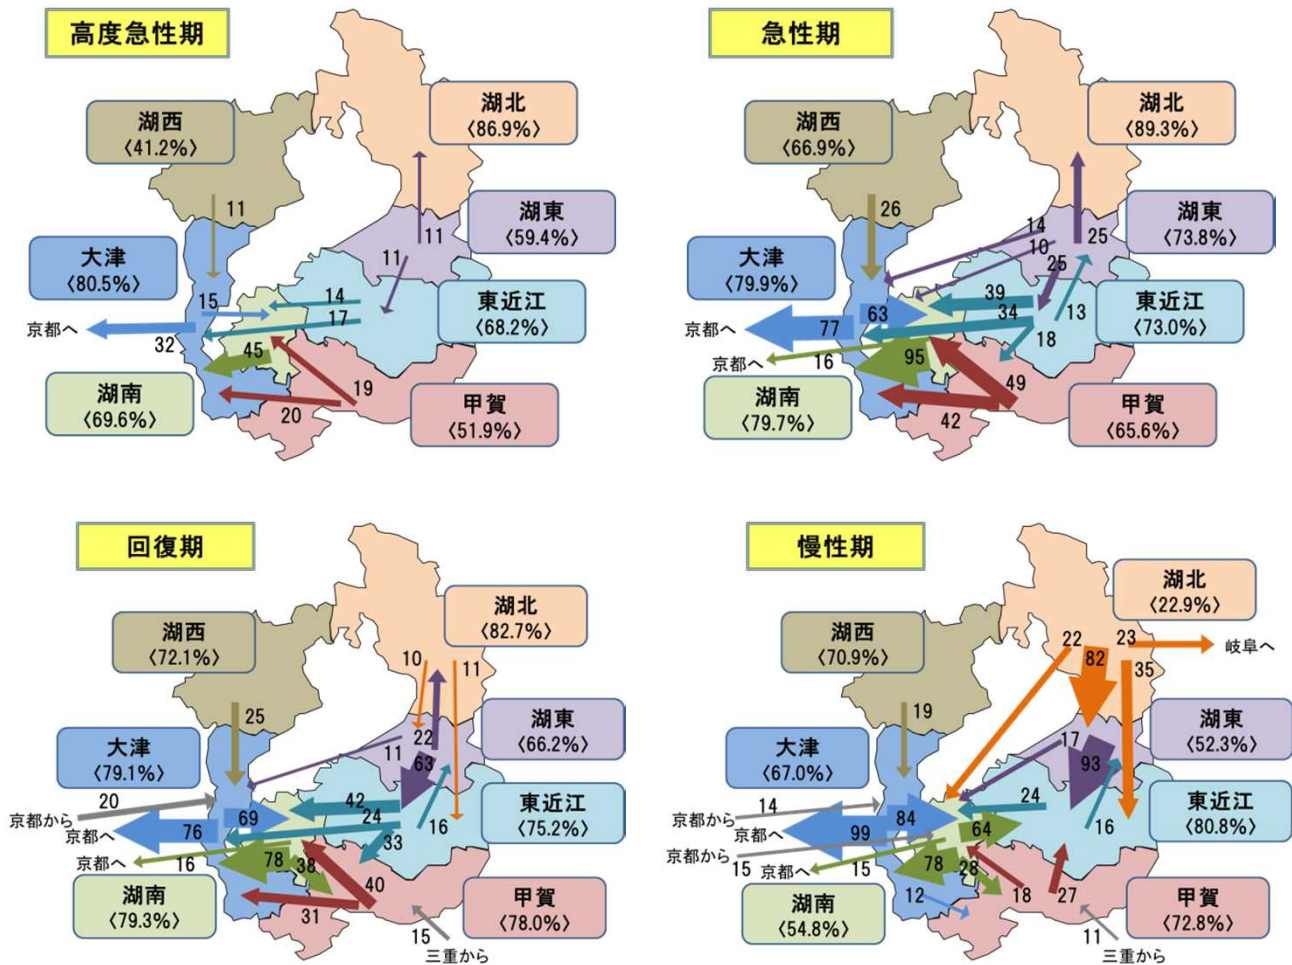 高度急性期
湖北
〈86.9%〉
湖西
〈41.2%〉
湖東
〈59.4%〉
11
11
11
大津
〈80.5%〉
15
14
17
東近江
〈68.2%〉
京都へ
32
45
湖南
〈69.6%〉
19
20
甲賀
〈51.9%〉
急性期
湖北
〈89.3%〉
湖西
〈66.9%〉
湖東
〈73.8%〉
26
14
10
25
25
大津
〈79.9%〉
39
34
13
18
東近江
〈73.0%〉
京都へ
77
63
京都へ
16
95
湖南
〈79.7%〉
49
42
甲賀
〈65.6%〉
回復期
湖北
〈82.7%〉
湖西
〈72.1%〉
10
11
湖東
〈66.2%〉
25
22
11
63
大津
〈79.1%〉
20
京都から
京都へ
76
69
42
24
16
33
東近江
〈75.2%〉
京都へ
16
78
38
湖南
〈79.3%〉
40
31
甲賀
〈78.0%〉
15
三重から
慢性期
湖北
〈22.9%〉
22
23
82
35
岐阜へ
湖西
〈70.9%〉
19
17
湖東
〈52.3%〉
93
大津
〈67.0%〉
14
京都から
京都へ
99
84
24
16
東近江
〈80.8%〉
京都から
15
京都へ
15
64
78
28
12
湖南
〈54.8%〉
18
27
甲賀
〈72.8%〉
11
三重から